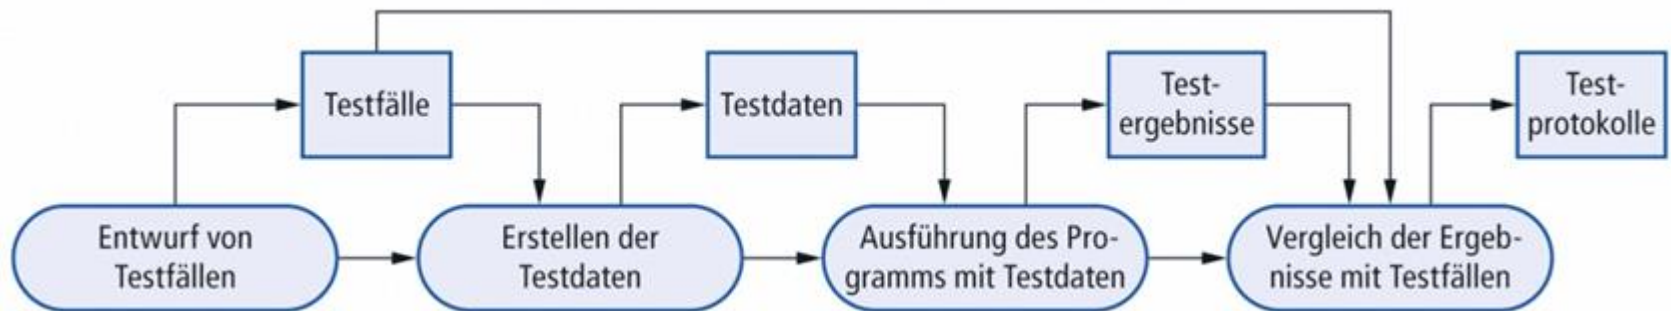 Testfälle
Testdaten
Test-
ergebnisse
Test-
protokolle
Entwurf von
Testfällen
Erstellen der
Testdaten
Ausführung des Pro-
gramms mit Testdaten
Vergleich der Ergeb-
nisse mit Testfällen